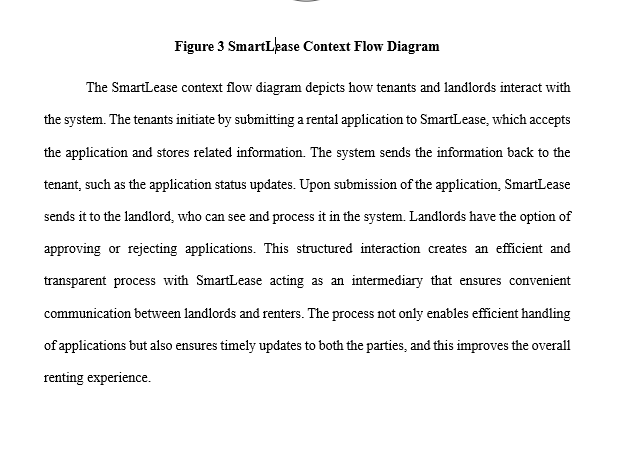 Figure 3 SmartLease Context Flow Diagram
The SmartLease context flow diagram depicts how tenants and landlords interact with
the system. The tenants initiate by submitting a rental application to SmartLease, which accepts
the application and stores related information. The system sends the information back to the
tenant, such as the application status updates. Upon submission of the application, SmartLease
sends it to the landlord, who can see and process it in the system. Landlords have the option of
approving or rejecting applications. This structured interaction creates an efficient and
transparent process with SmartLease acting as an intermediary that ensures convenient
communication between landlords and renters. The process not only enables efficient handling
of applications but also ensures timely updates to both the parties, and this improves the overall
renting experience.